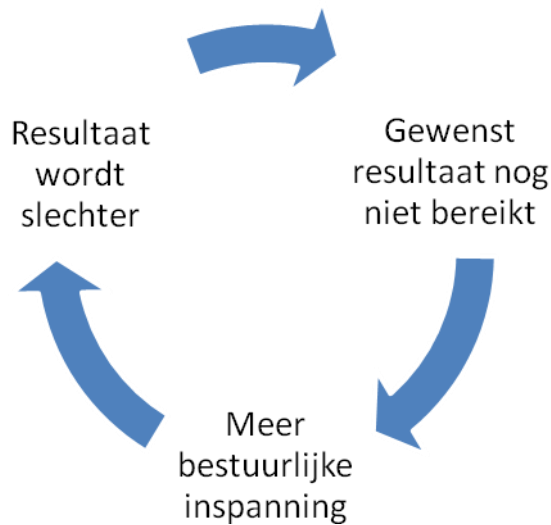 Resultaat
wordt
slechter
Gewenst
resultaat nog
niet bereikt
Meer
bestuurlijke
inspanning